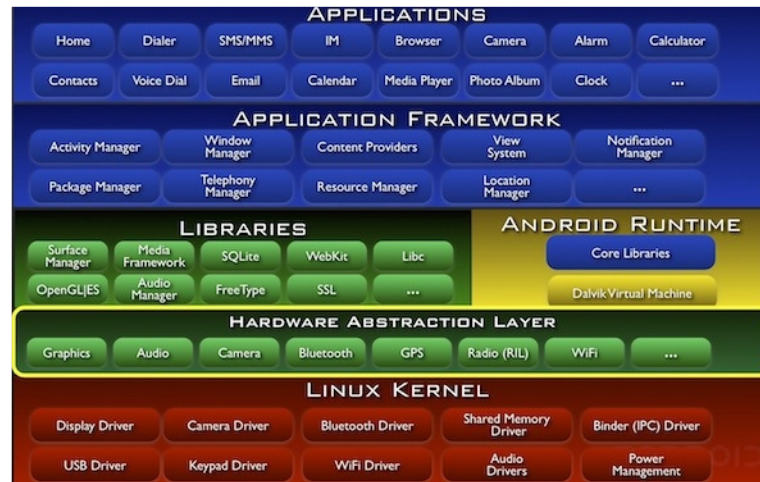 APPLICATIONS
Home Dialer SMS/MMS IM Browser Camera Alarm Calculator
Contacts Voice Dial Email Calendar Media Player Photo Album Clock ...
APPLICATION FRAMEWORK
Activity Manager Window Manager Content Providers View System Notification Manager
Package Manager Telephony Manager Resource Manager Location Manager ...
LIBRARIES
Surface Manager Media Framework SQLite WebKit Libc
OpenGL|ES Audio Manager FreeType SSL ...
ANDROID RUNTIME
Core Libraries
Dalvik Virtual Machine
HARDWARE ABSTRACTION LAYER
Graphics Audio Camera Bluetooth GPS Radio (RIL) WiFi ...
LINUX KERNEL
Display Driver Camera Driver Bluetooth Driver Shared Memory Driver Binder (IPC) Driver
USB Driver Keypad Driver WiFi Driver Audio Drivers Power Management